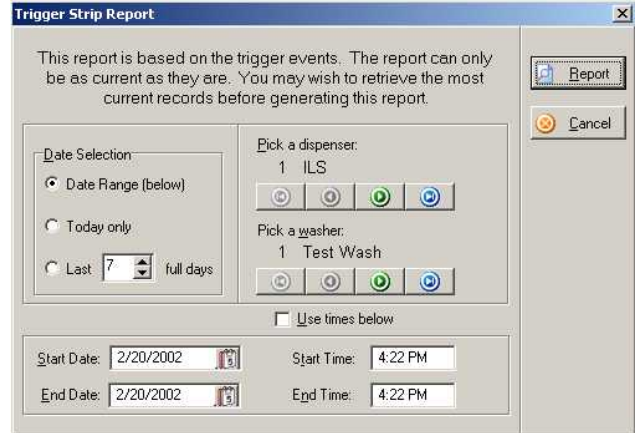 Trigger Strip Report
This report is based on the trigger events. The report can only
be as current as they are. You may wish to retrieve the most
current records before generating this report.
Report
Cancel
Date Selection
Date Range (below)
Today only
Last 7 full days
Pick a dispenser:
1 ILS
Pick a washer:
1 Test Wash
Use times below
Start Date: 2/20/2002 Start Time: 4:22 PM
End Date: 2/20/2002 End Time: 4:22 PM